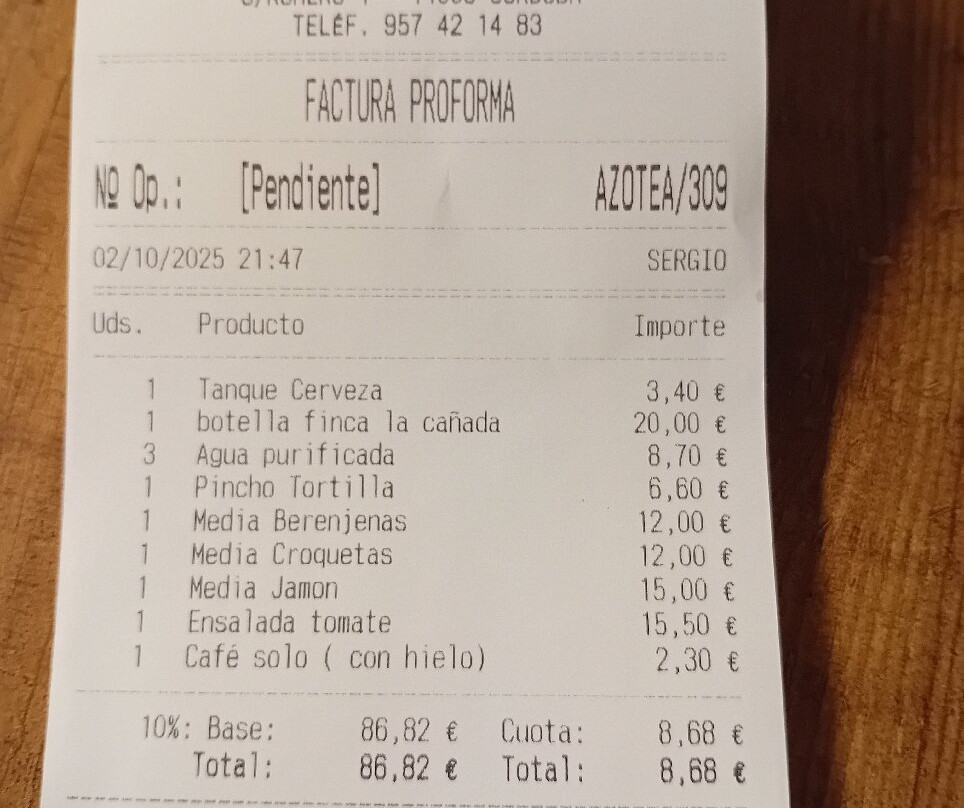 TELÉF. 957 42 14 83
FACTURA PROFORMA
Nº Op.: [Pendiente] AZOTEA/309
02/10/2025 21:47 SERGIO
Uds. Producto Importe
1 Tanque Cerveza 3,40 €
1 botella finca la cañada 20,00 €
3 Agua purificada 8,70 €
1 Pincho Tortilla 6,60 €
1 Media Berenjenas 12,00 €
1 Media Croquetas 12,00 €
1 Media Jamon 15,00 €
1 Ensalada tomate 15,50 €
1 Café solo ( con hielo) 2,30 €
10%: Base: 86,82 € Cuota: 8,68 €
Total: 86,82 € Total: 8,68 €